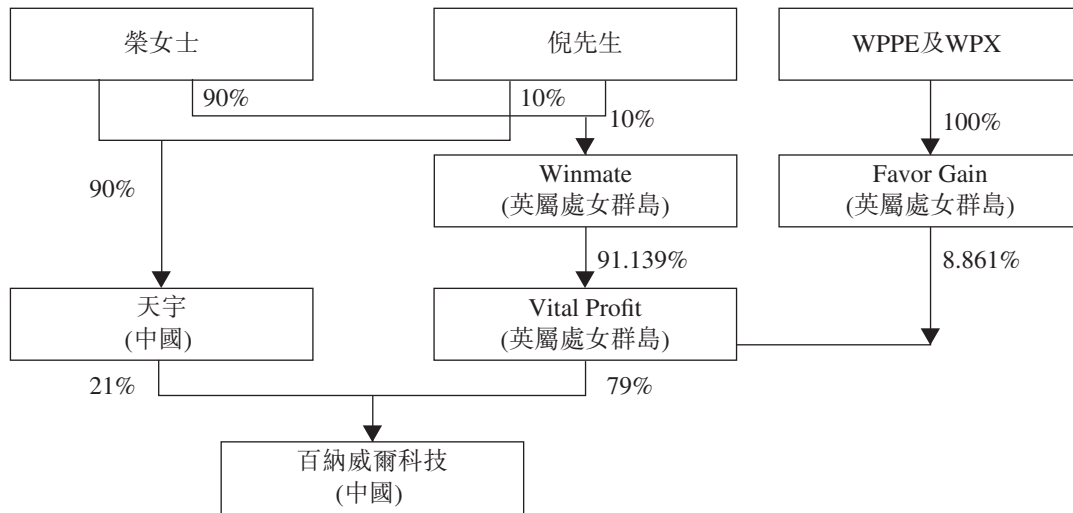 榮女士
倪先生
WPPE及WPX
90%
10%
10%
100%
90%
Winmate
(英屬處女群島)
Favor Gain
(英屬處女群島)
91.139%
8.861%
天宇
(中國)
Vital Profit
(英屬處女群島)
21%
79%
百納威爾科技
(中國)